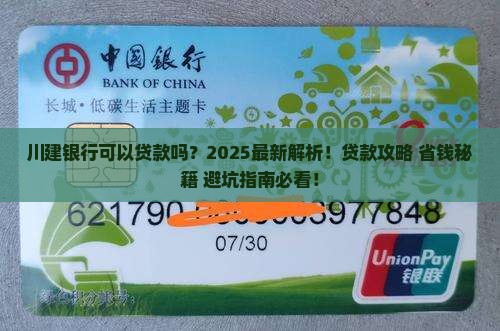 中国银行
BANK OF CHINA
长城·低碳生活主题卡
川建银行可以贷款吗？2025最新解析！贷款攻略 省钱秘
籍 避坑指南必看！
621790
3977848
07/30
UnionPay
银联